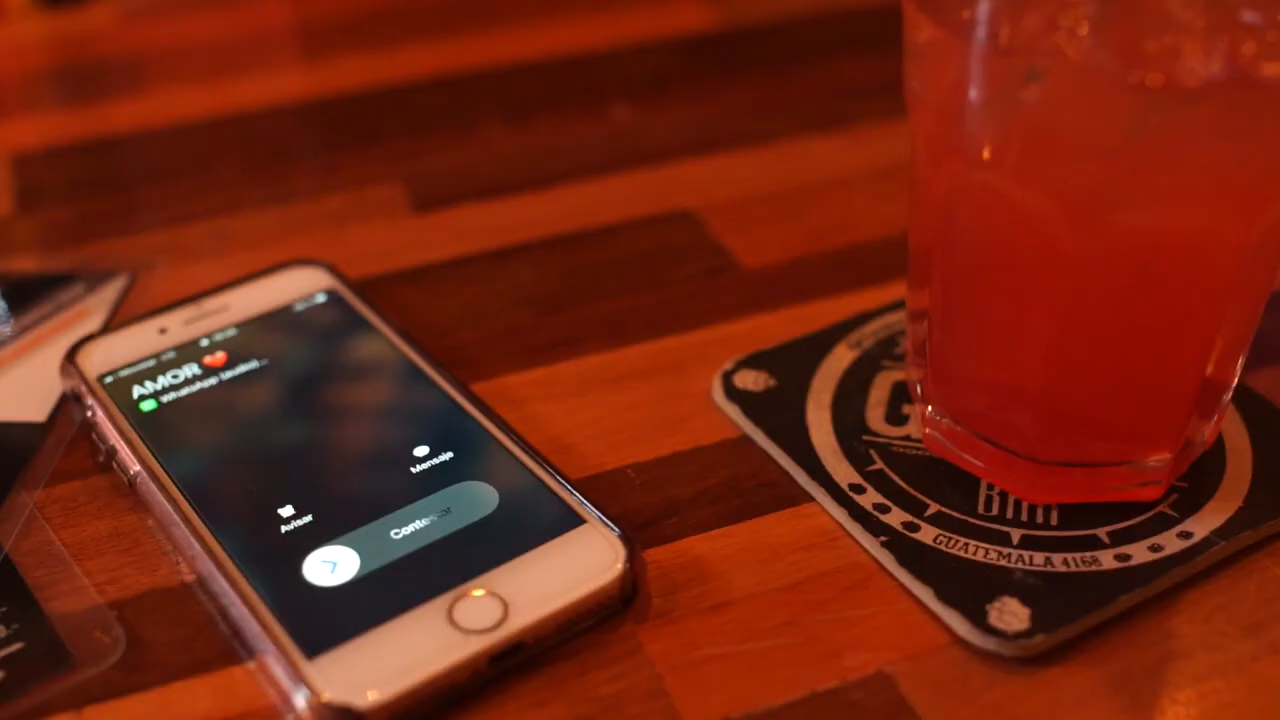 AMOR ❤️
WhatsApp (audio)...
Mensaje
Avisar
Contestar
G
BAR
GUATEMALA 4168